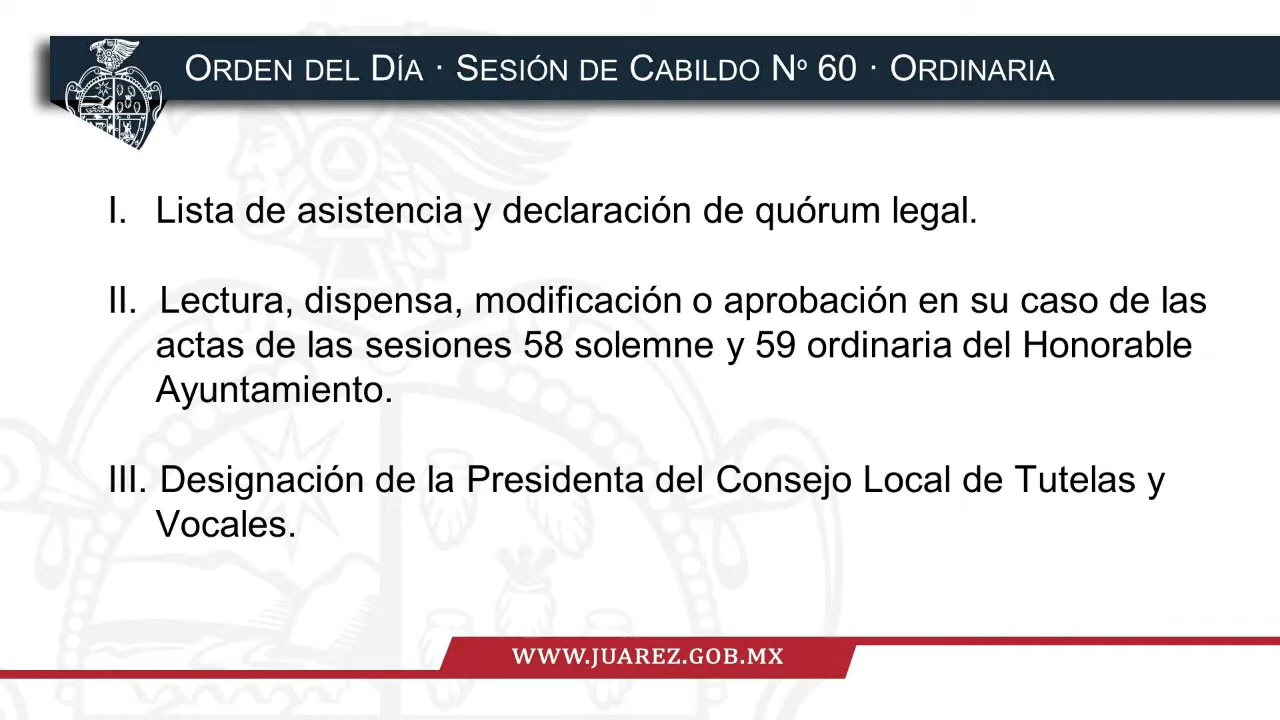 ORDEN DEL DÍA · SESIÓN DE CABILDO Nº 60 · ORDINARIA
I. Lista de asistencia y declaración de quórum legal.
II. Lectura, dispensa, modificación o aprobación en su caso de las
actas de las sesiones 58 solemne y 59 ordinaria del Honorable
Ayuntamiento.
III. Designación de la Presidenta del Consejo Local de Tutelas y
Vocales.
WWW.JUAREZ.GOB.MX